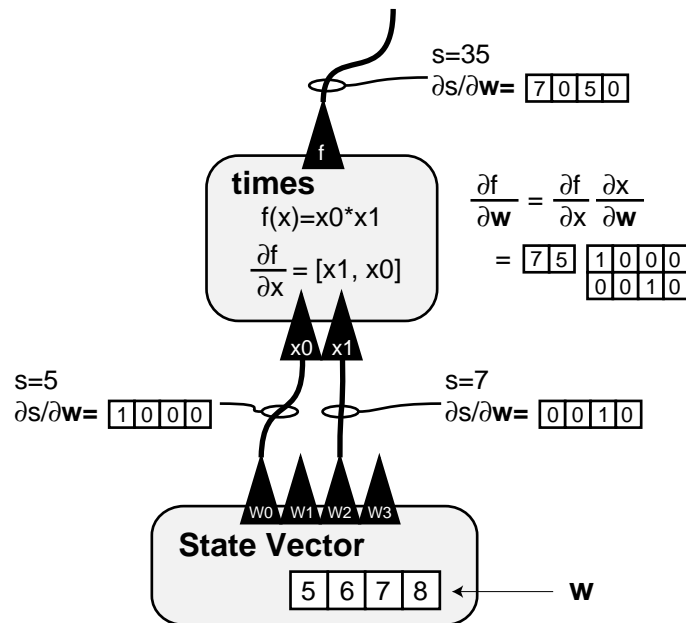 s=35
∂s/∂w= 7 0 5 0
f
times
f(x)=x0*x1
∂f/∂x = [x1, x0]
∂f/∂w = ∂f/∂x ∂x/∂w
= 7 5 1 0 0 0
0 0 1 0
x0 x1
s=5
∂s/∂w= 1 0 0 0
s=7
∂s/∂w= 0 0 1 0
W0 W1 W2 W3
State Vector
5 6 7 8
w